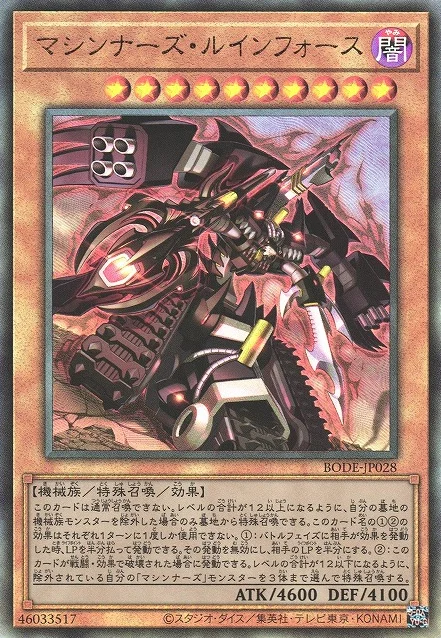 マシンナーズ・ルインフォース
闇
やみ
BODE-JP028
【機械族／特殊召喚／効果】
このカードは通常召喚できない。レベルの合計が１２以上になるように、自分の墓地の
機械族モンスターを除外した場合のみ墓地から特殊召喚できる。このカード名の①②の
効果はそれぞれ１ターンに１度しか使用できない。①：バトルフェイズに相手が効果を発動
した時、LPを半分払って発動できる。その発動を無効にし、相手のLPを半分にする。②：この
カードが戦闘・効果で破壊された場合に発動できる。レベルの合計が１２以下になるように、
除外されている自分の「マシンナーズ」モンスターを３体まで選んで特殊召喚する。
ATK/4600 DEF/4100
46033517
©スタジオ・ダイス／集英社・テレビ東京・KONAMI